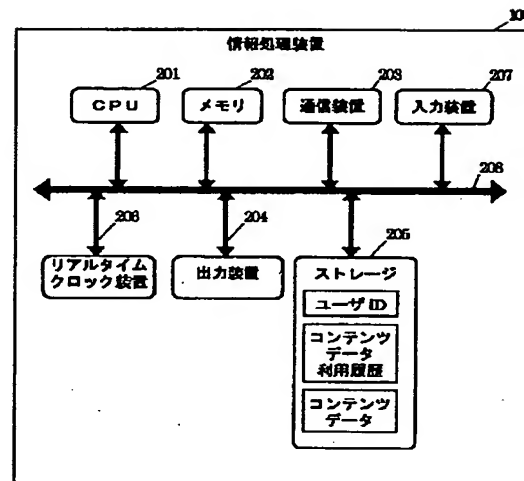 情報処理装置
201
202
203
207
CPU
メモリ
通信装置
入力装置
208
206
204
205
リアルタイム
クロック装置
出力装置
ストレージ
ユーザID
コンテンツ
データ
利用履歴
コンテンツ
データ